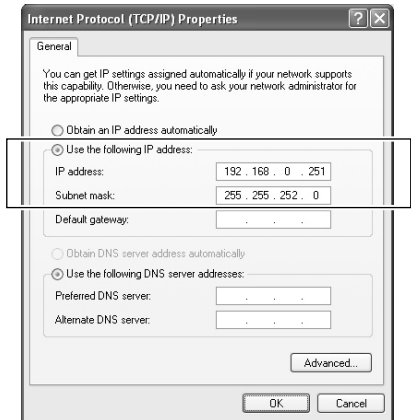 Internet Protocol (TCP/IP) Properties
General
You can get IP settings assigned automatically if your network supports
this capability. Otherwise, you need to ask your network administrator for
the appropriate IP settings.
Obtain an IP address automatically
Use the following IP address:
IP address: 192 . 168 . 0 . 251
Subnet mask: 255 . 255 . 252 . 0
Default gateway: . . .
Obtain DNS server address automatically
Use the following DNS server addresses:
Preferred DNS server: . . .
Alternate DNS server: . . .
Advanced...
OK Cancel